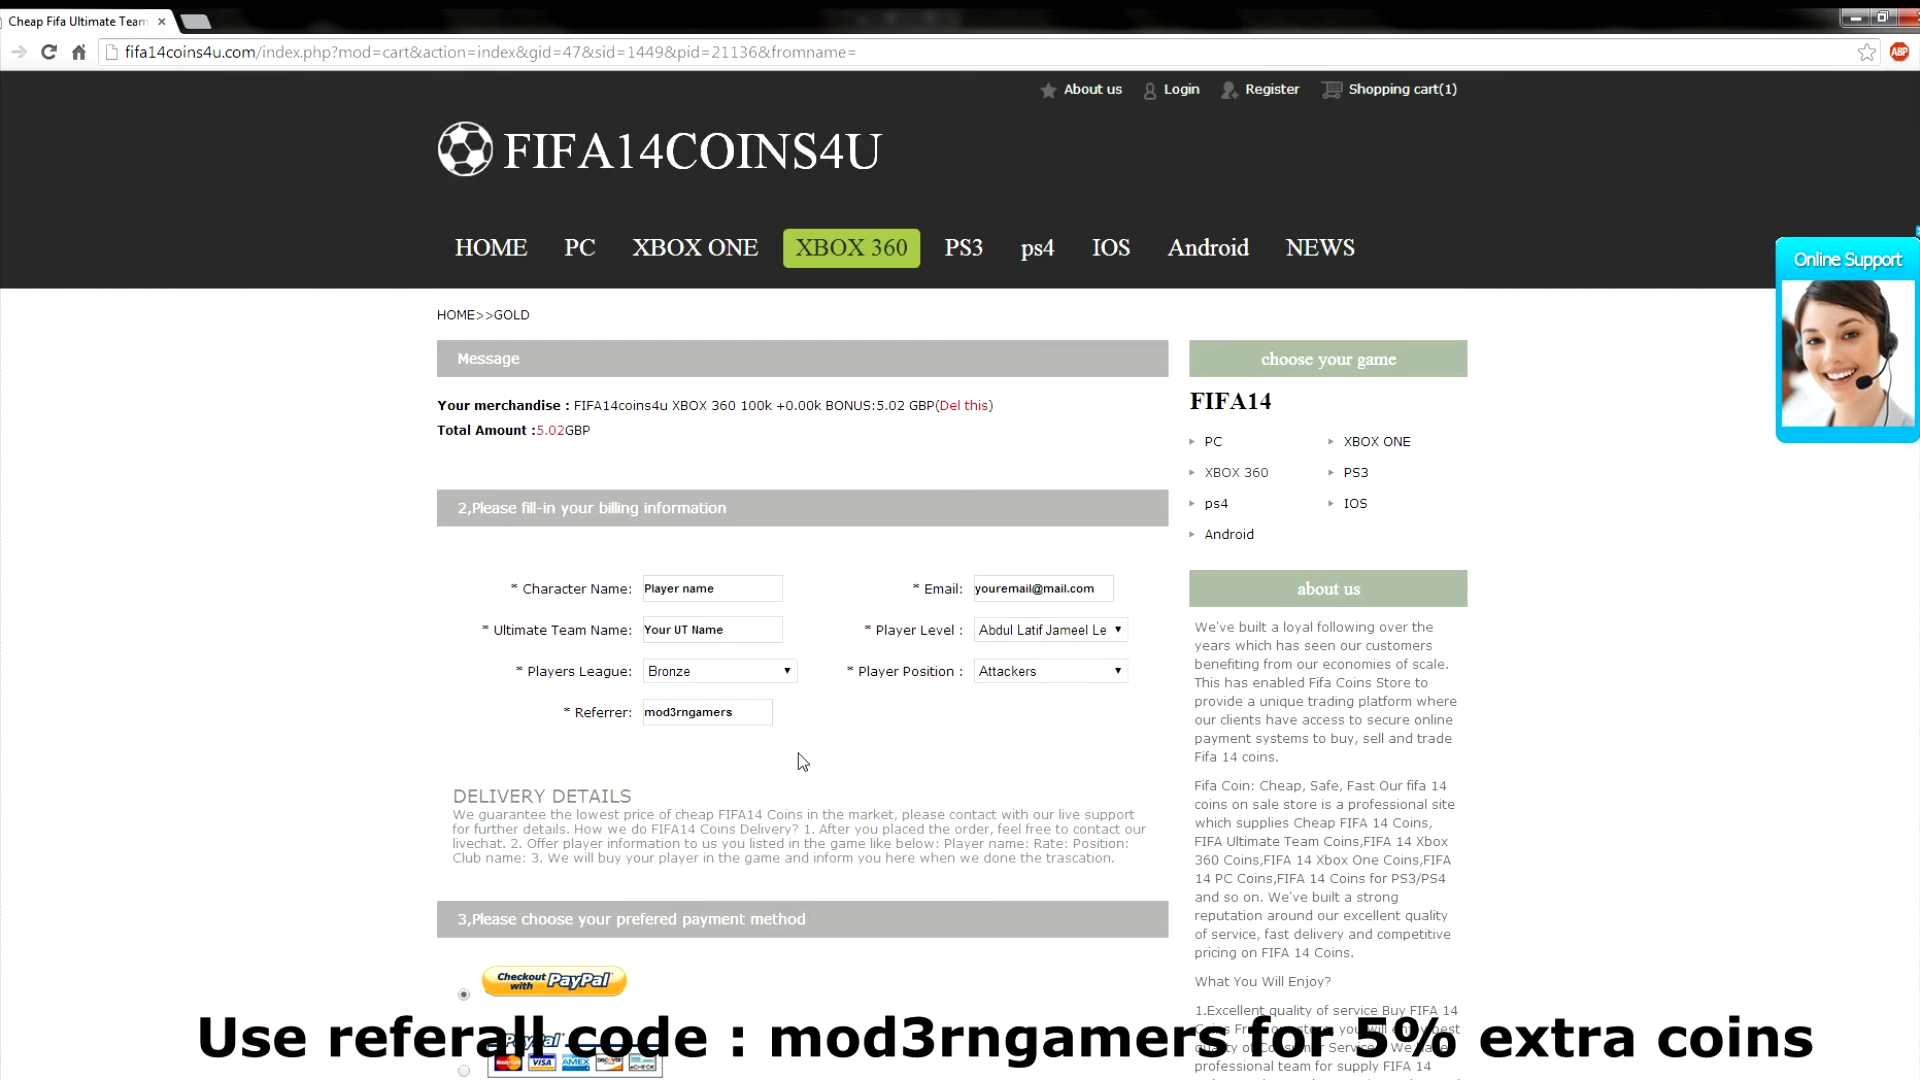 Cheap Fifa Ultimate Team
fifa14coins4u.com/index.php?mod=cart&action=index&gid=47&sid=1449&pid=21136&fromname=
ABP
About us
Login
Register
Shopping cart(1)
FIFA14COINS4U
HOME
PC
XBOX ONE
XBOX 360
PS3
ps4
IOS
Android
NEWS
Online Support
HOME>>GOLD
Message
Your merchandise : FIFA14coins4u XBOX 360 100k +0.00k BONUS:5.02 GBP(Del this)
Total Amount :5.02GBP
2,Please fill-in your billing information
* Character Name: Player name
* Email: youremail@mail.com
* Ultimate Team Name: Your UT Name
* Player Level : Abdul Latif Jameel Le
* Players League: Bronze
* Player Position : Attackers
* Referrer: mod3rngamers
DELIVERY DETAILS
We guarantee the lowest price of cheap FIFA14 Coins in the market, please contact with our live support
for further details. How we do FIFA14 Coins Delivery? 1. After you placed the order, feel free to contact our
livechat. 2. Offer player information to us you listed in the game like below: Player name: Rate: Position:
Club name: 3. We will buy your player in the game and inform you here when we done the trascation.
3,Please choose your prefered payment method
Checkout
with PayPal
PayPal
VISA
AMEX
choose your game
FIFA14
PC
XBOX ONE
XBOX 360
PS3
ps4
IOS
Android
about us
We've built a loyal following over the
years which has seen our customers
benefiting from our economies of scale.
This has enabled Fifa Coins Store to
provide a unique trading platform where
our clients have access to secure online
payment systems to buy, sell and trade
Fifa 14 coins.
Fifa Coin: Cheap, Safe, Fast Our fifa 14
coins on sale store is a professional site
which supplies Cheap FIFA 14 Coins,
FIFA Ultimate Team Coins,FIFA 14 Xbox
360 Coins,FIFA 14 Xbox One Coins,FIFA
14 PC Coins,FIFA 14 Coins for PS3/PS4
and so on. We've built a strong
reputation around our excellent quality
of service, fast delivery and competitive
pricing on FIFA 14 Coins.
What You Will Enjoy?
1.Excellent quality of service Buy FIFA 14
professional team for supply FIFA 14
Use referall code : mod3rngamers for 5% extra coins